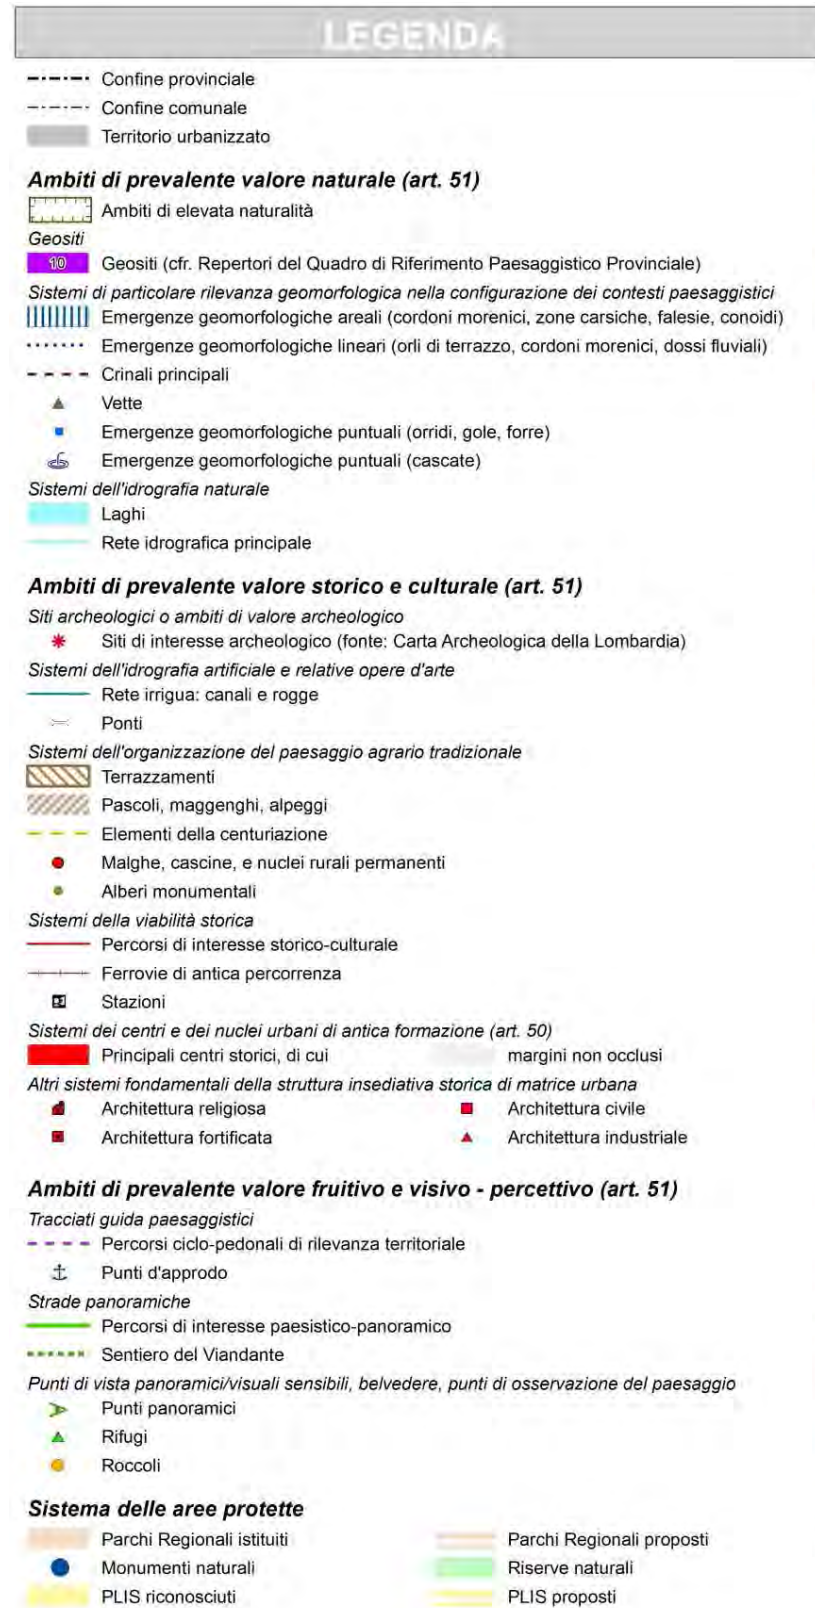 LEGENDA
Confine provinciale
Confine comunale
Territorio urbanizzato
Ambiti di prevalente valore naturale (art. 51)
Ambiti di elevata naturalità
Geositi
10 Geositi (cfr. Repertori del Quadro di Riferimento Paesaggistico Provinciale)
Sistemi di particolare rilevanza geomorfologica nella configurazione dei contesti paesaggistici
Emergenze geomorfologiche areali (cordoni morenici, zone carsiche, falesie, conoidi)
Emergenze geomorfologiche lineari (orli di terrazzo, cordoni morenici, dossi fluviali)
Crinali principali
Vette
Emergenze geomorfologiche puntuali (orridi, gole, forre)
Emergenze geomorfologiche puntuali (cascate)
Sistemi dell'idrografia naturale
Laghi
Rete idrografica principale
Ambiti di prevalente valore storico e culturale (art. 51)
Siti archeologici o ambiti di valore archeologico
Siti di interesse archeologico (fonte: Carta Archeologica della Lombardia)
Sistemi dell'idrografia artificiale e relative opere d'arte
Rete irrigua: canali e rogge
Ponti
Sistemi dell'organizzazione del paesaggio agrario tradizionale
Terrazzamenti
Pascoli, maggenghi, alpeggi
Elementi della centuriazione
Malghe, cascine, e nuclei rurali permanenti
Alberi monumentali
Sistemi della viabilità storica
Percorsi di interesse storico-culturale
Ferrovie di antica percorrenza
Stazioni
Sistemi dei centri e dei nuclei urbani di antica formazione (art. 50)
Principali centri storici, di cui margini non occlusi
Altri sistemi fondamentali della struttura insediativa storica di matrice urbana
Architettura religiosa Architettura civile
Architettura fortificata Architettura industriale
Ambiti di prevalente valore fruitivo e visivo - percettivo (art. 51)
Tracciati guida paesaggistici
Percorsi ciclo-pedonali di rilevanza territoriale
Punti d'approdo
Strade panoramiche
Percorsi di interesse paesistico-panoramico
Sentiero del Viandante
Punti di vista panoramici/visuali sensibili, belvedere, punti di osservazione del paesaggio
Punti panoramici
Rifugi
Roccoli
Sistema delle aree protette
Parchi Regionali istituiti Parchi Regionali proposti
Monumenti naturali Riserve naturali
PLIS riconosciuti PLIS proposti